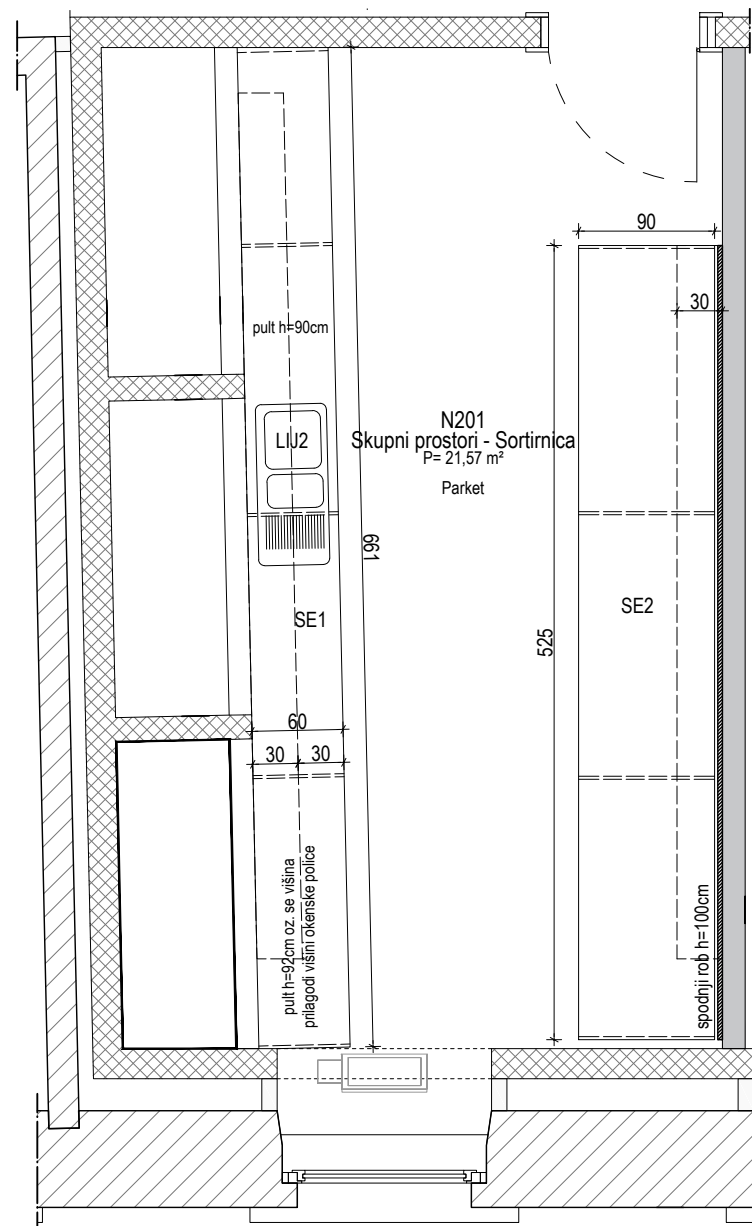 90
30
pult h=90cm
N201
Skupni prostori - Sortirnica
P= 21,57 m²
Parket
LIJ2
661
SE1
SE2
525
60
30 30
pult h=92cm oz. se višina
prilagodi višini okenske police
spodnji rob h=100cm